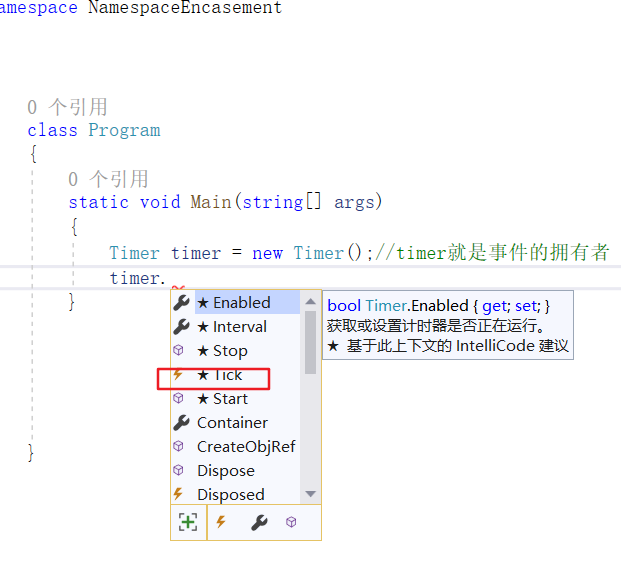 amespace NamespaceEncasement
0 个引用
class Program
{
0 个引用
static void Main(string[] args)
{
Timer timer = new Timer();//timer就是事件的拥有者
timer.
}
}
★ Enabled
★ Interval
★ Stop
★ Tick
★ Start
Container
CreateObjRef
Dispose
Disposed
bool Timer.Enabled { get; set; }
获取或设置计时器是否正在运行。
★ 基于此上下文的 IntelliCode 建议